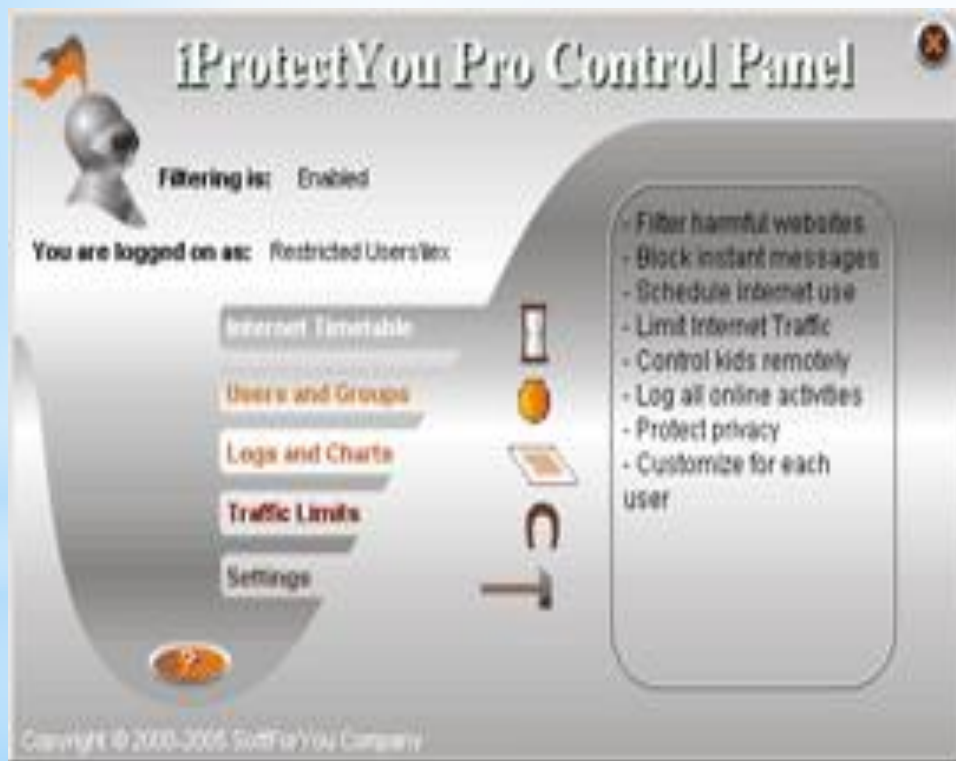 iProtectYou Pro Control Panel
Filtering is: Enabled
You are logged on as: Restricted Users\lex
Internet Timetable
Users and Groups
Logs and Charts
Traffic Limits
Settings
?
- Filter harmful websites
- Block instant messages
- Schedule Internet use
- Limit Internet Traffic
- Control kids remotely
- Log all online activities
- Protect privacy
- Customize for each
user
Copyright © 2000-2005 SoftForYou Company